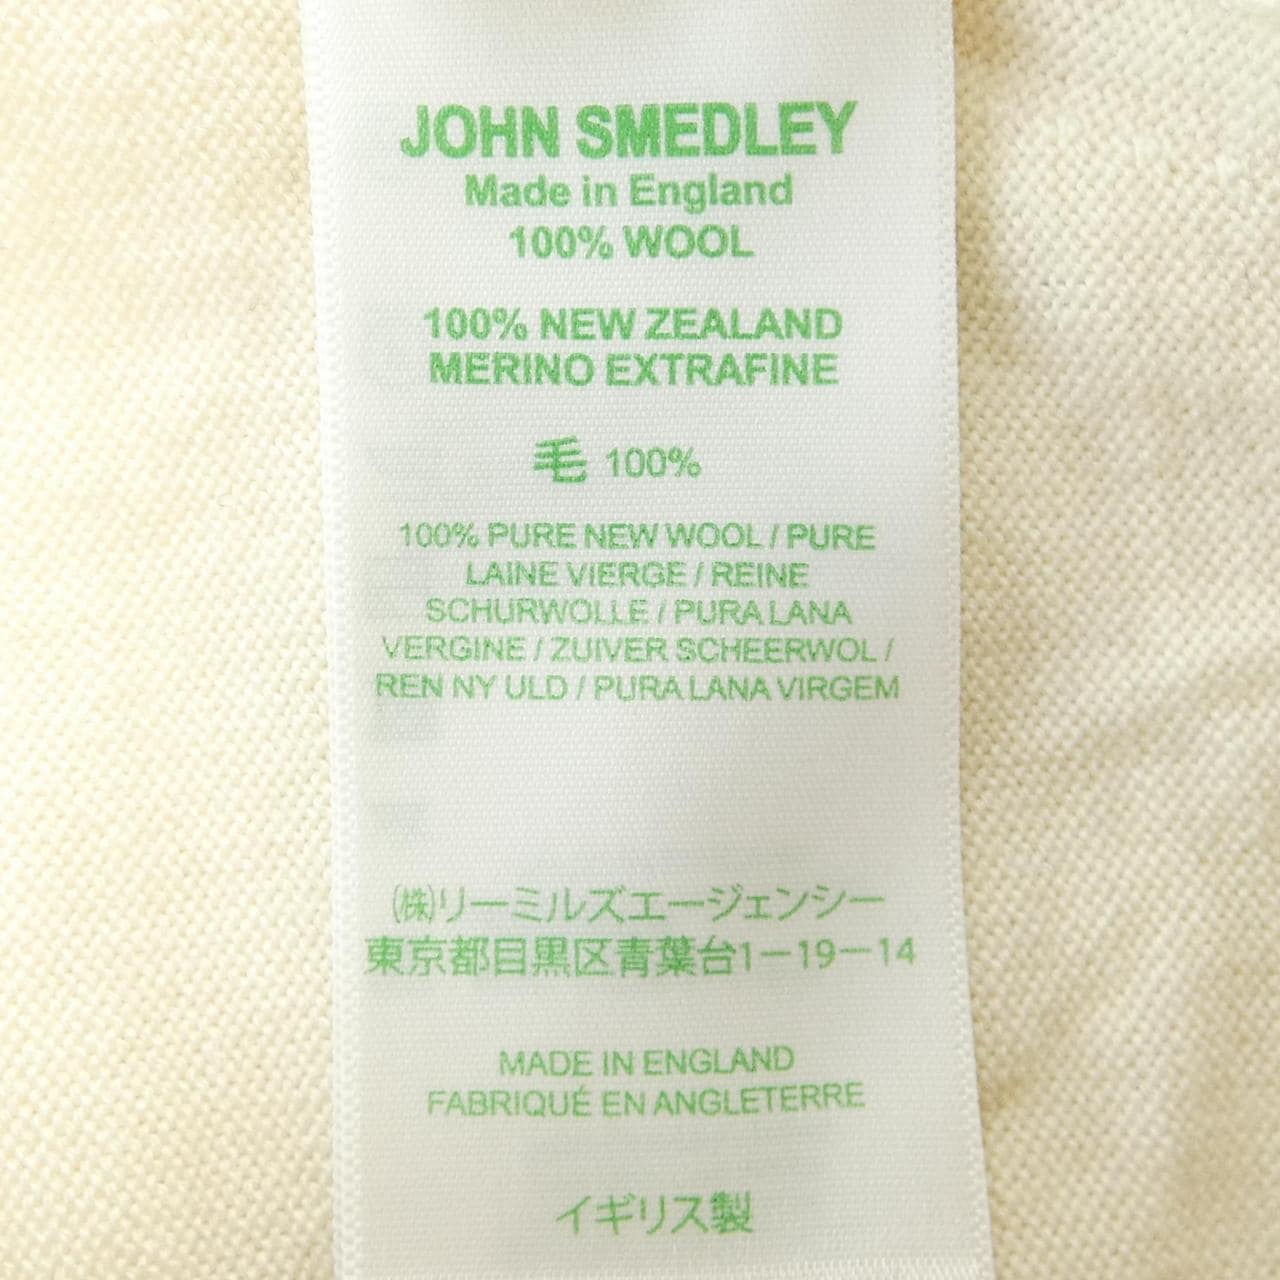 JOHN SMEDLEY
Made in England
100% WOOL
100% NEW ZEALAND
MERINO EXTRAFINE
毛 100%
100% PURE NEW WOOL / PURE
LAINE VIERGE / REINE
SCHURWOLLE / PURA LANA
VERGINE / ZUIVER SCHEERWOL /
REN NY ULD / PURA LANA VIRGEM
(株)リーミルズエージェンシー
東京都目黒区青葉台1－19－14
MADE IN ENGLAND
FABRIQUÉ EN ANGLETERRE
イギリス製